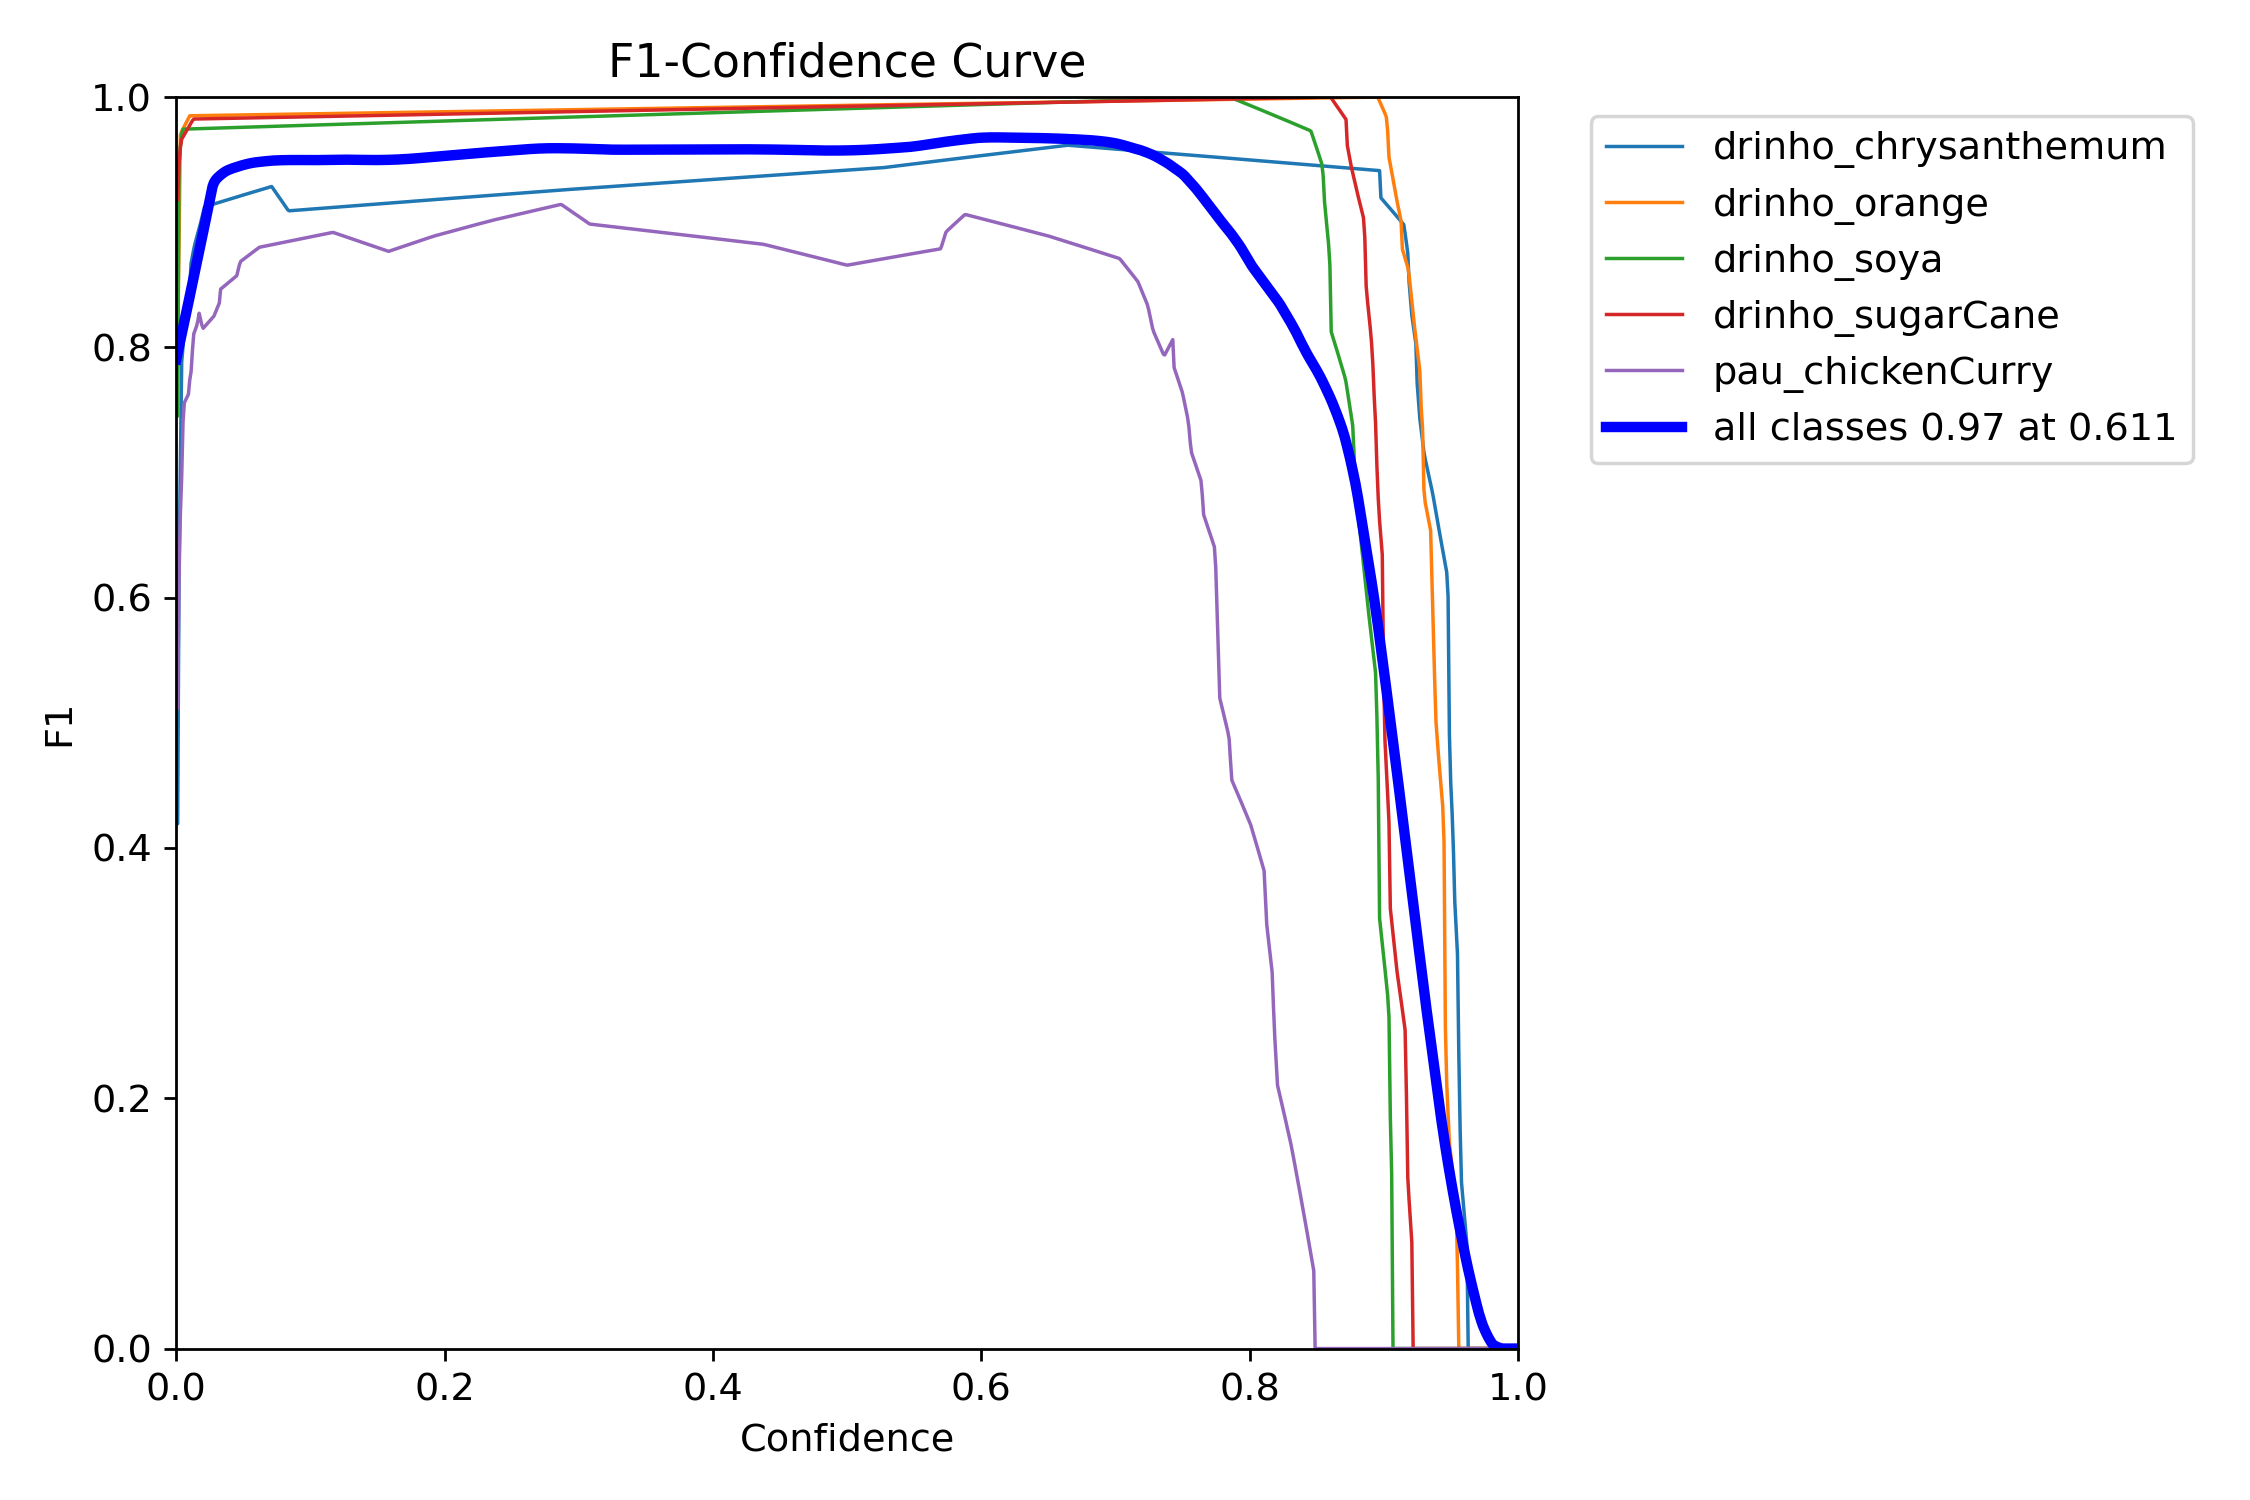 F1-Confidence Curve
1.0
0.8
0.6
0.4
0.2
0.0
F1
0.0 0.2 0.4 0.6 0.8 1.0
Confidence
drinho_chrysanthemum
drinho_orange
drinho_soya
drinho_sugarCane
pau_chickenCurry
all classes 0.97 at 0.611